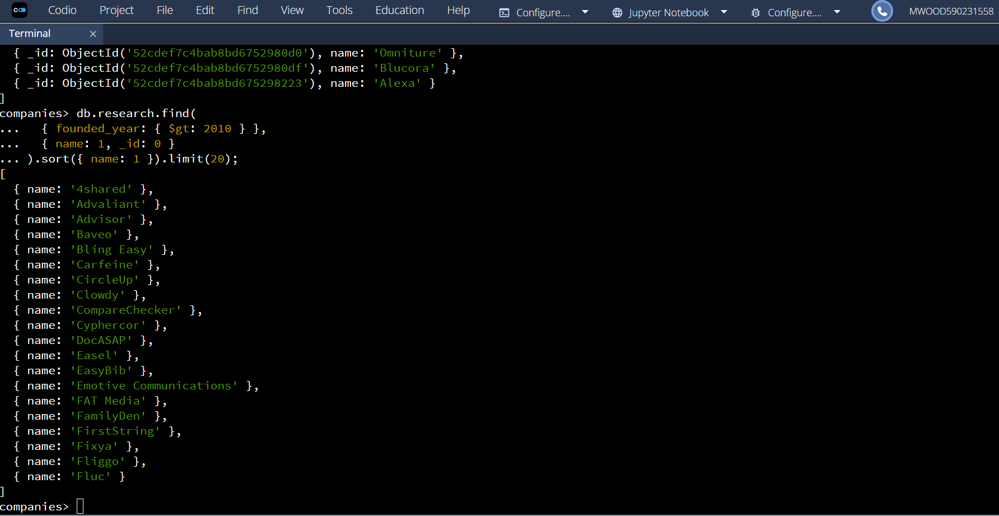 Codio Project File Edit Find View Tools Education Help Configure.... Jupyter Notebook Configure.... MWOOD590231558
Terminal ×
{ _id: ObjectId('52cdef7c4bab8bd6752980d0'), name: 'Omniture' },
{ _id: ObjectId('52cdef7c4bab8bd6752980df'), name: 'Blucora' },
{ _id: ObjectId('52cdef7c4bab8bd675298223'), name: 'Alexa' }
]
companies> db.research.find(
...   { founded_year: { $gt: 2010 } },
...   { name: 1, _id: 0 }
... ).sort({ name: 1 }).limit(20);
[
{ name: '4shared' },
{ name: 'Advaliant' },
{ name: 'Advisor' },
{ name: 'Baveo' },
{ name: 'Bling Easy' },
{ name: 'Carfeine' },
{ name: 'CircleUp' },
{ name: 'Clowdy' },
{ name: 'CompareChecker' },
{ name: 'Cyphercor' },
{ name: 'DocASAP' },
{ name: 'Easel' },
{ name: 'EasyBib' },
{ name: 'Emotive Communications' },
{ name: 'FAT Media' },
{ name: 'FamilyDen' },
{ name: 'FirstString' },
{ name: 'Fixya' },
{ name: 'Fliggo' },
{ name: 'Fluc' }
]
companies>